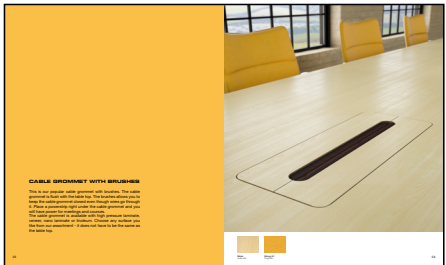 CABLE GROMMET WITH BRUSHES
This is our popular cable grommet with brushes. The cable
grommet is flush with the table top. The brushes allows you to
keep the cable grommet closed even though wires go through
it. Place a powerstrip right under the cable grommet and you
will have power for meetings and courses.
The cable grommet is available with high pressure laminate,
veneer, nano laminate or linoleum. Choose any surface you
like from our assortment - it does not have to be the same as
the table top.